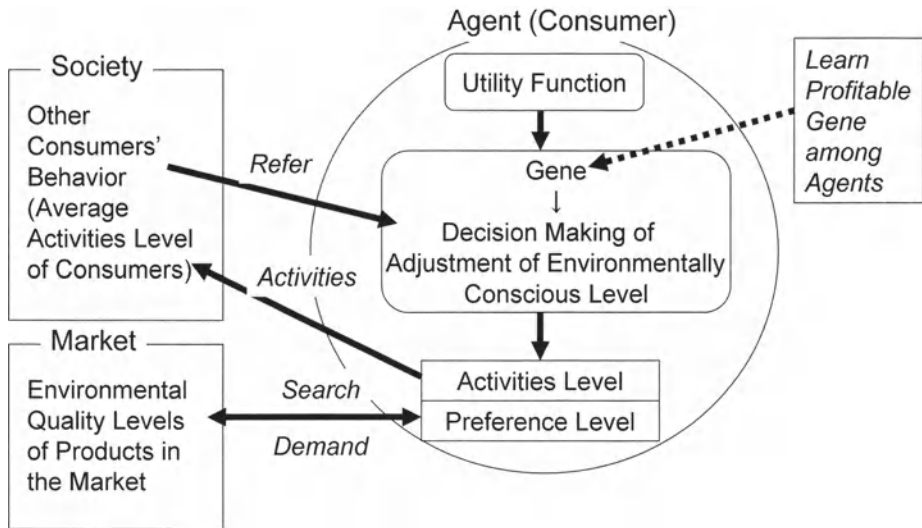 Agent (Consumer)
Society
Other
Consumers'
Behavior
(Average
Activities Level
of Consumers)
Market
Environmental
Quality Levels
of Products in
the Market
Refer
Activities
Search
Demand
Utility Function
Gene
↓
Decision Making of
Adjustment of Environmentally
Conscious Level
Activities Level
Preference Level
Learn
Profitable
Gene
among
Agents